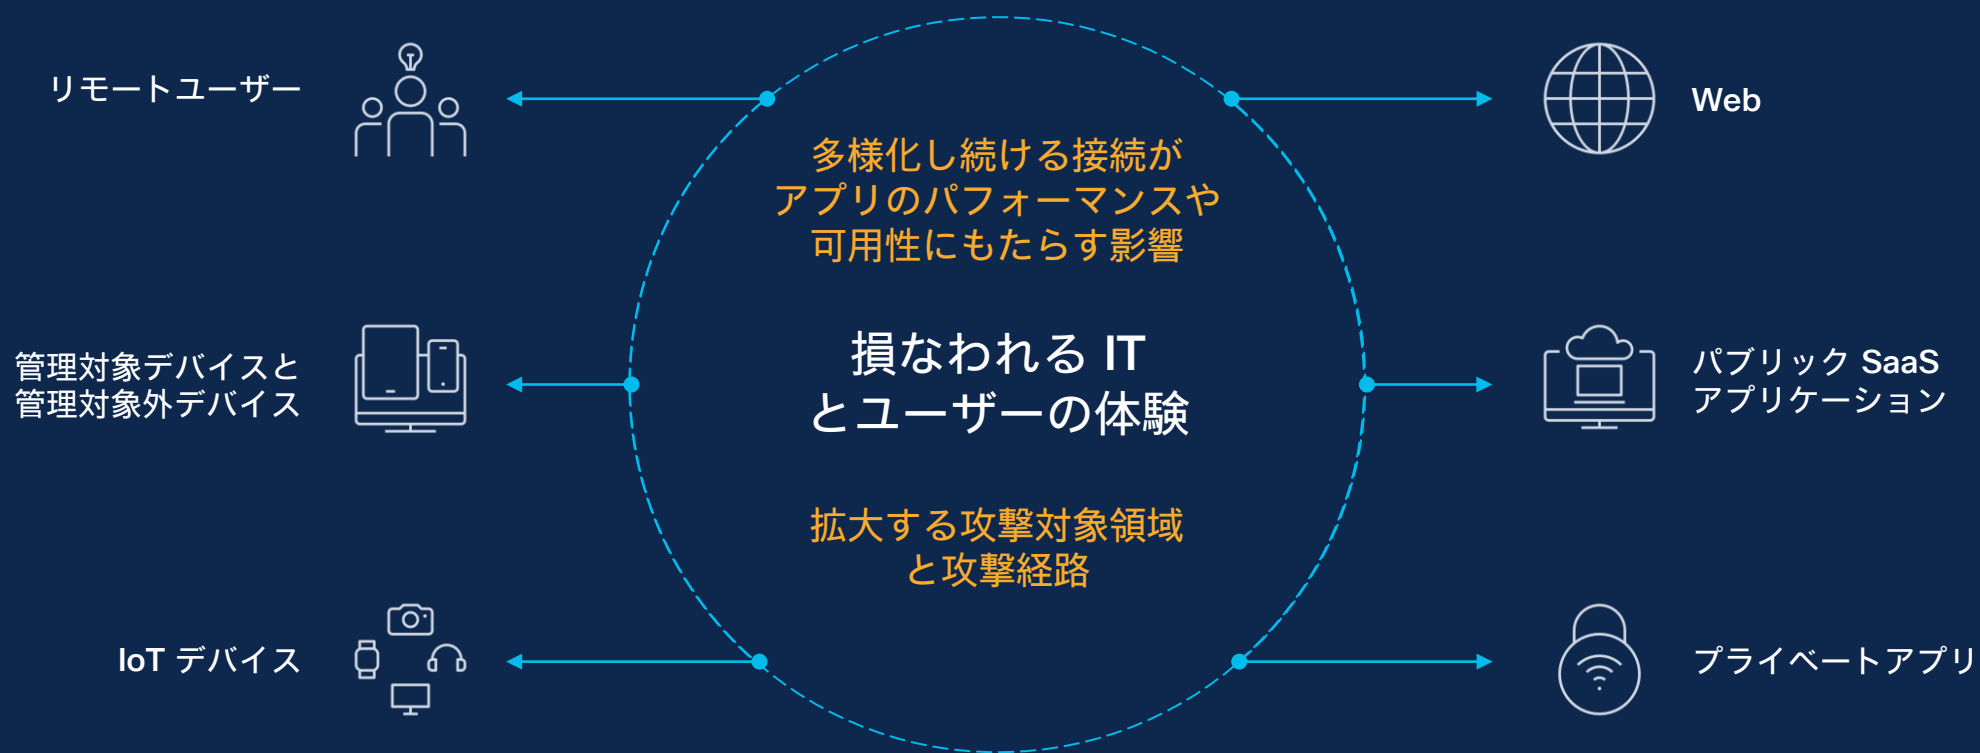 リモートユーザー
管理対象デバイスと
管理対象外デバイス
IoT デバイス
多様化し続ける接続が
アプリのパフォーマンスや
可用性にもたらす影響
損なわれる IT
とユーザーの体験
拡大する攻撃対象領域
と攻撃経路
Web
パブリック SaaS
アプリケーション
プライベートアプリ